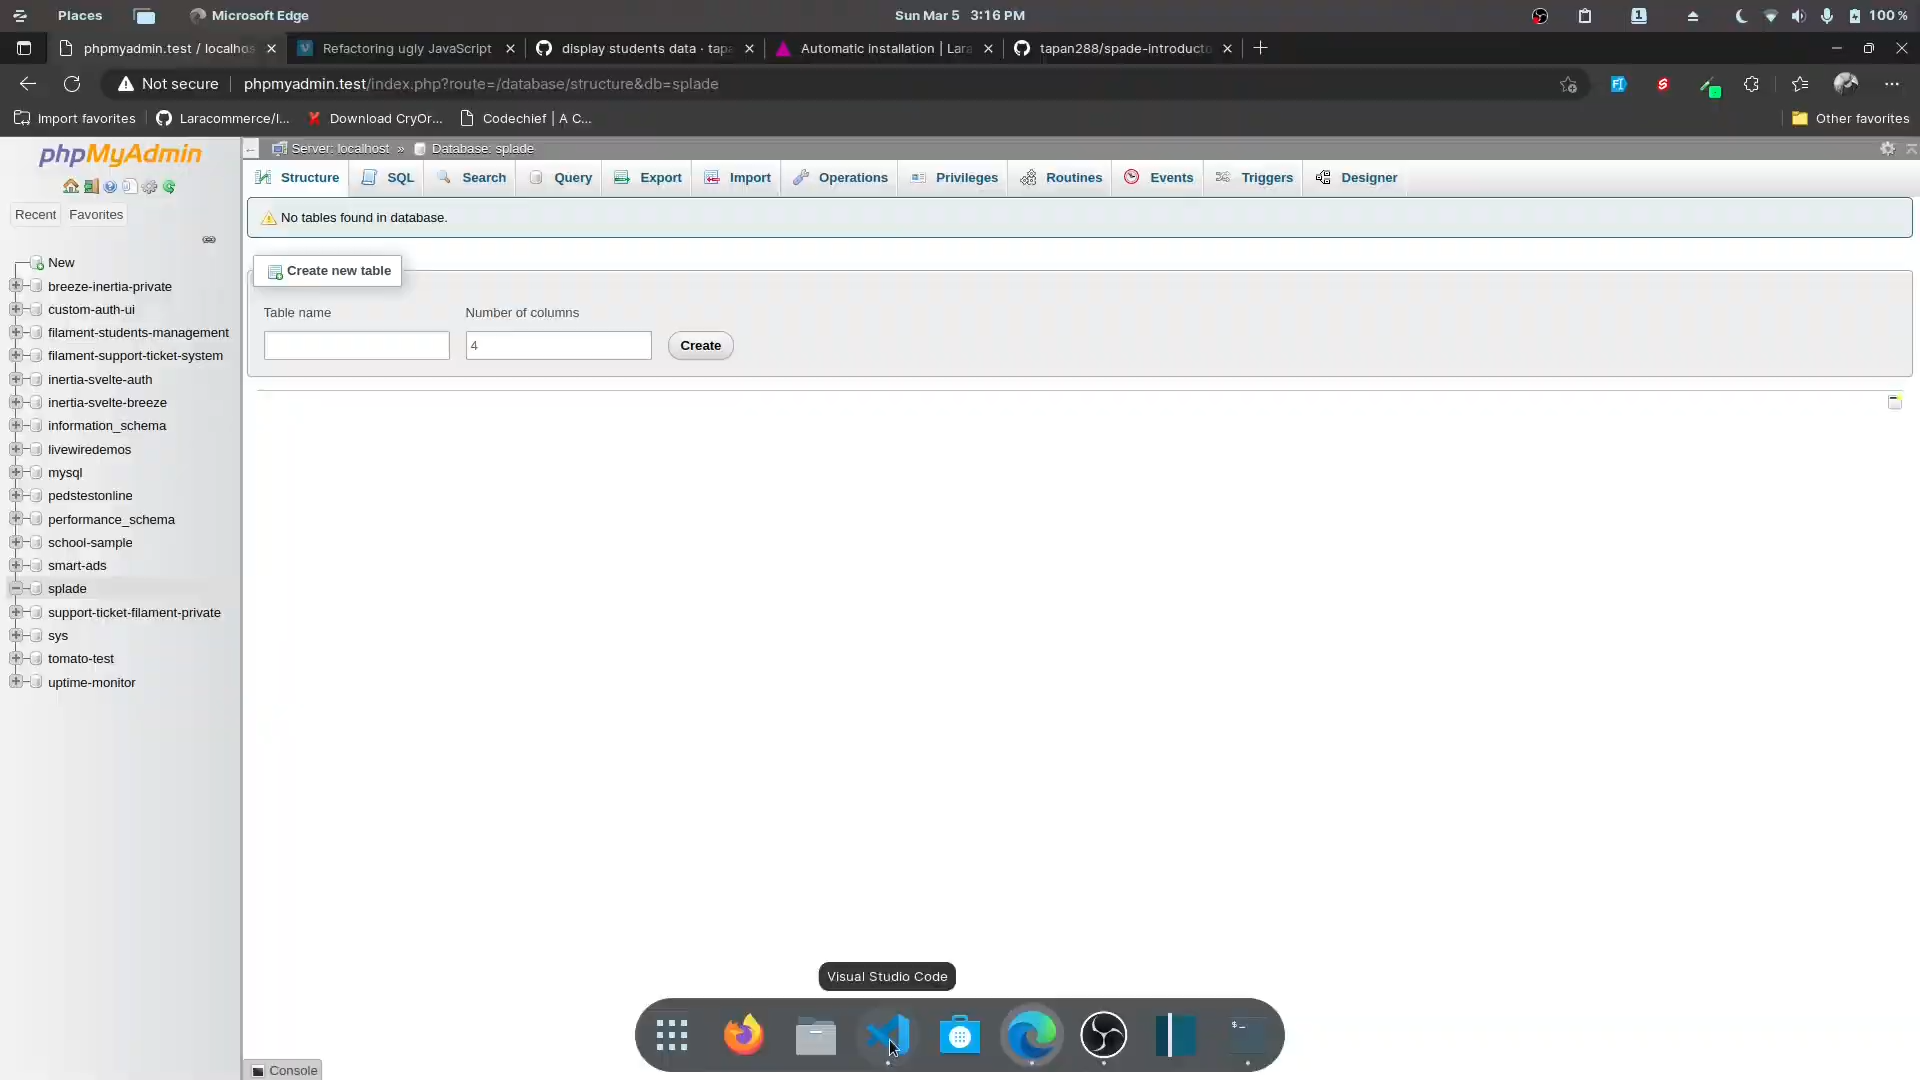 Places
Microsoft Edge
Sun Mar 5 3:16 PM
1
100 %
phpmyadmin.test / localhos
Refactoring ugly JavaScript
display students data · tapa
Automatic installation | Lara
tapan288/spade-introducto
Not secure
phpmyadmin.test/index.php?route=/database/structure&db=splade
Import favorites
Laracommerce/l...
Download CryOr...
Codechief | A C...
Other favorites
phpMyAdmin
Server: localhost » Database: splade
Structure
SQL
Search
Query
Export
Import
Operations
Privileges
Routines
Events
Triggers
Designer
Recent
Favorites
No tables found in database.
New
breeze-inertia-private
custom-auth-ui
filament-students-management
filament-support-ticket-system
inertia-svelte-auth
inertia-svelte-breeze
information_schema
livewiredemos
mysql
pedstestonline
performance_schema
school-sample
smart-ads
splade
support-ticket-filament-private
sys
tomato-test
uptime-monitor
Create new table
Table name
Number of columns
4
Create
Visual Studio Code
Console